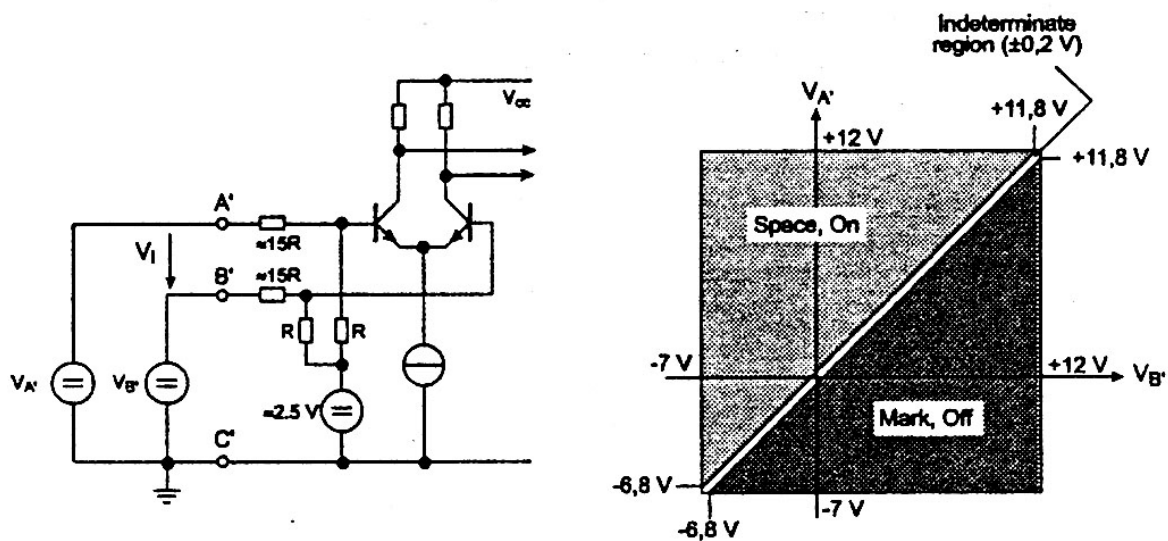 V_cc
A'
≈15R
V_I
B'
≈15R
R
R
V_A'
V_B'
≈2.5 V
C'
Indeterminate
region (±0,2 V)
V_A'
+11,8 V
+12 V
+11,8 V
Space, On
-7 V
+12 V
V_B'
Mark, Off
-6,8 V
-7 V
-6,8 V